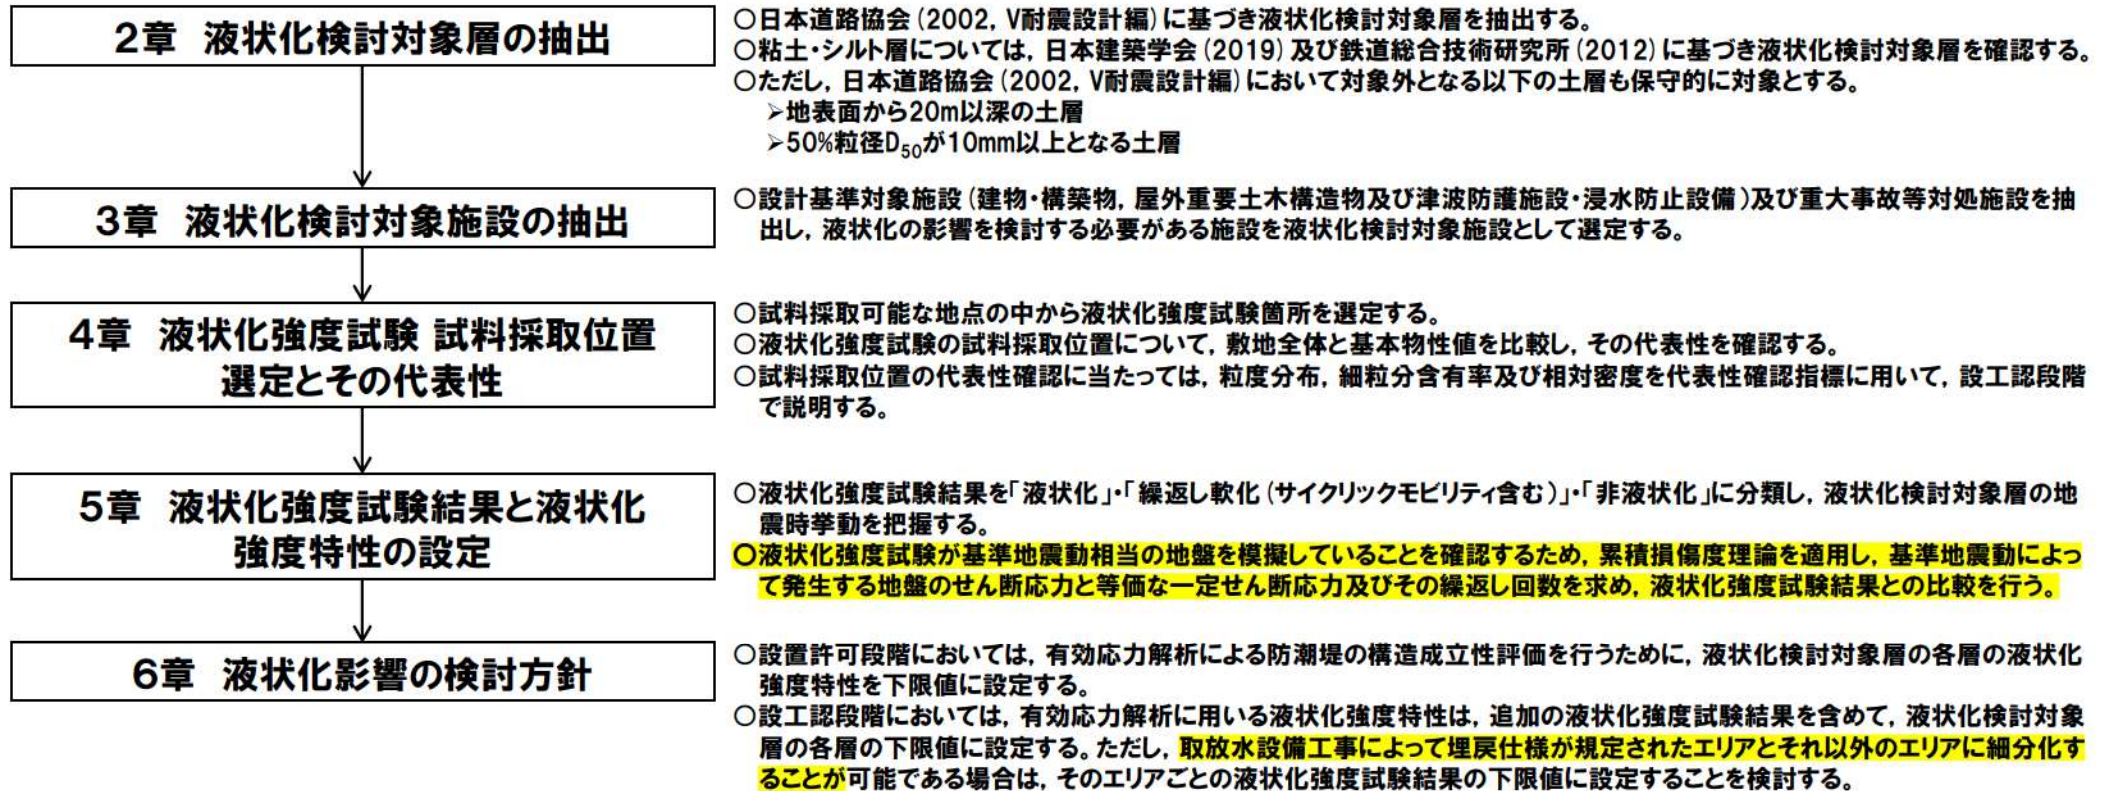 2章 液状化検討対象層の抽出
○日本道路協会(2002, Ⅴ耐震設計編)に基づき液状化検討対象層を抽出する。
○粘土・シルト層については, 日本建築学会(2019)及び鉄道総合技術研究所(2012)に基づき液状化検討対象層を確認する。
○ただし, 日本道路協会(2002, Ⅴ耐震設計編)において対象外となる以下の土層も保守的に対象とする。
➢地表面から20m以深の土層
➢50%粒径D50が10mm以上となる土層
3章 液状化検討対象施設の抽出
○設計基準対象施設(建物・構築物, 屋外重要土木構造物及び津波防護施設・浸水防止設備)及び重大事故等対処施設を抽
出し, 液状化の影響を検討する必要がある施設を液状化検討対象施設として選定する。
4章 液状化強度試験 試料採取位置
選定とその代表性
○試料採取可能な地点の中から液状化強度試験箇所を選定する。
○液状化強度試験の試料採取位置について, 敷地全体と基本物性値を比較し, その代表性を確認する。
○試料採取位置の代表性確認に当たっては, 粒度分布, 細粒分含有率及び相対密度を代表性確認指標に用いて, 設工認段階
で説明する。
5章 液状化強度試験結果と液状化
強度特性の設定
○液状化強度試験結果を「液状化」・「繰返し軟化(サイクリックモビリティ含む)」・「非液状化」に分類し, 液状化検討対象層の地
震時挙動を把握する。
○液状化強度試験が基準地震動相当の地盤を模擬していることを確認するため, 累積損傷度理論を適用し, 基準地震動によっ
て発生する地盤のせん断応力と等価な一定せん断応力及びその繰返し回数を求め, 液状化強度試験結果との比較を行う。
6章 液状化影響の検討方針
○設置許可段階においては, 有効応力解析による防潮堤の構造成立性評価を行うために, 液状化検討対象層の各層の液状化
強度特性を下限値に設定する。
○設工認段階においては, 有効応力解析に用いる液状化強度特性は, 追加の液状化強度試験結果を含めて, 液状化検討対象
層の各層の下限値に設定する。ただし, 取放水設備工事によって埋戻仕様が規定されたエリアとそれ以外のエリアに細分化す
ることが可能である場合は, そのエリアごとの液状化強度試験結果の下限値に設定することを検討する。